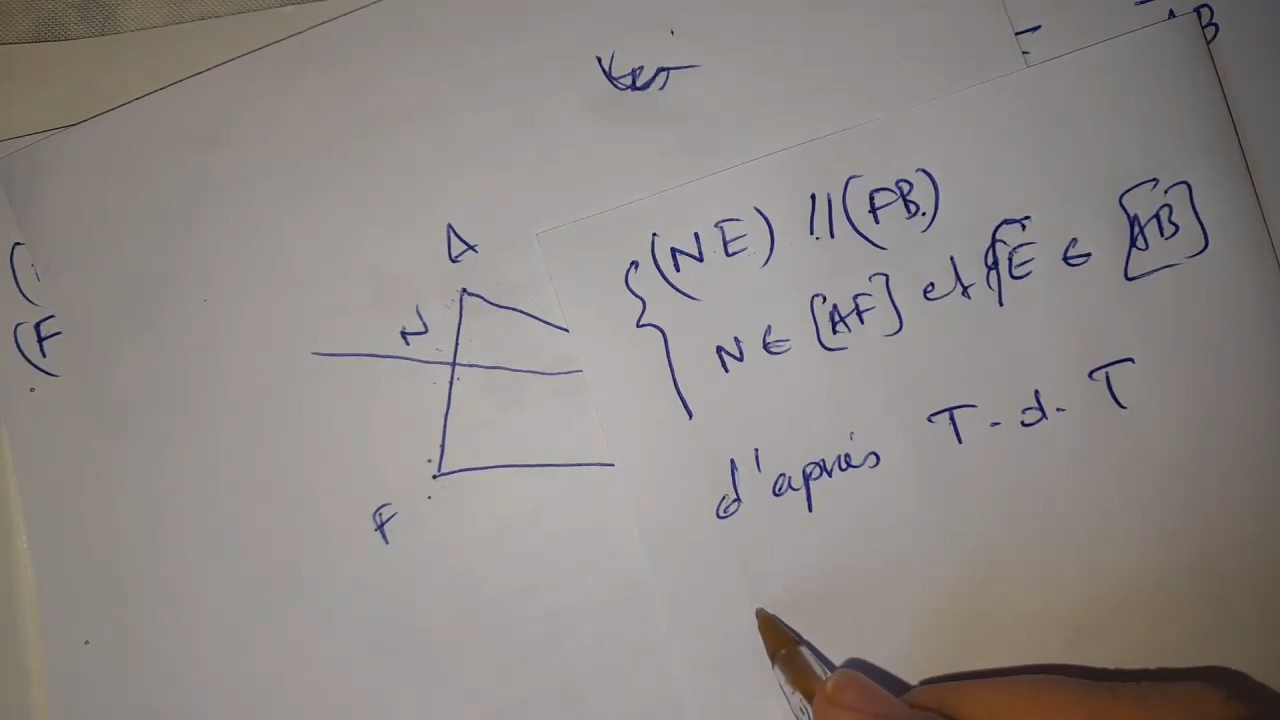 B
A
N
F
(
(F
{ (NE) // (FB)
N ∈ [AF] et E ∈ [AB]
d'après T.d.T